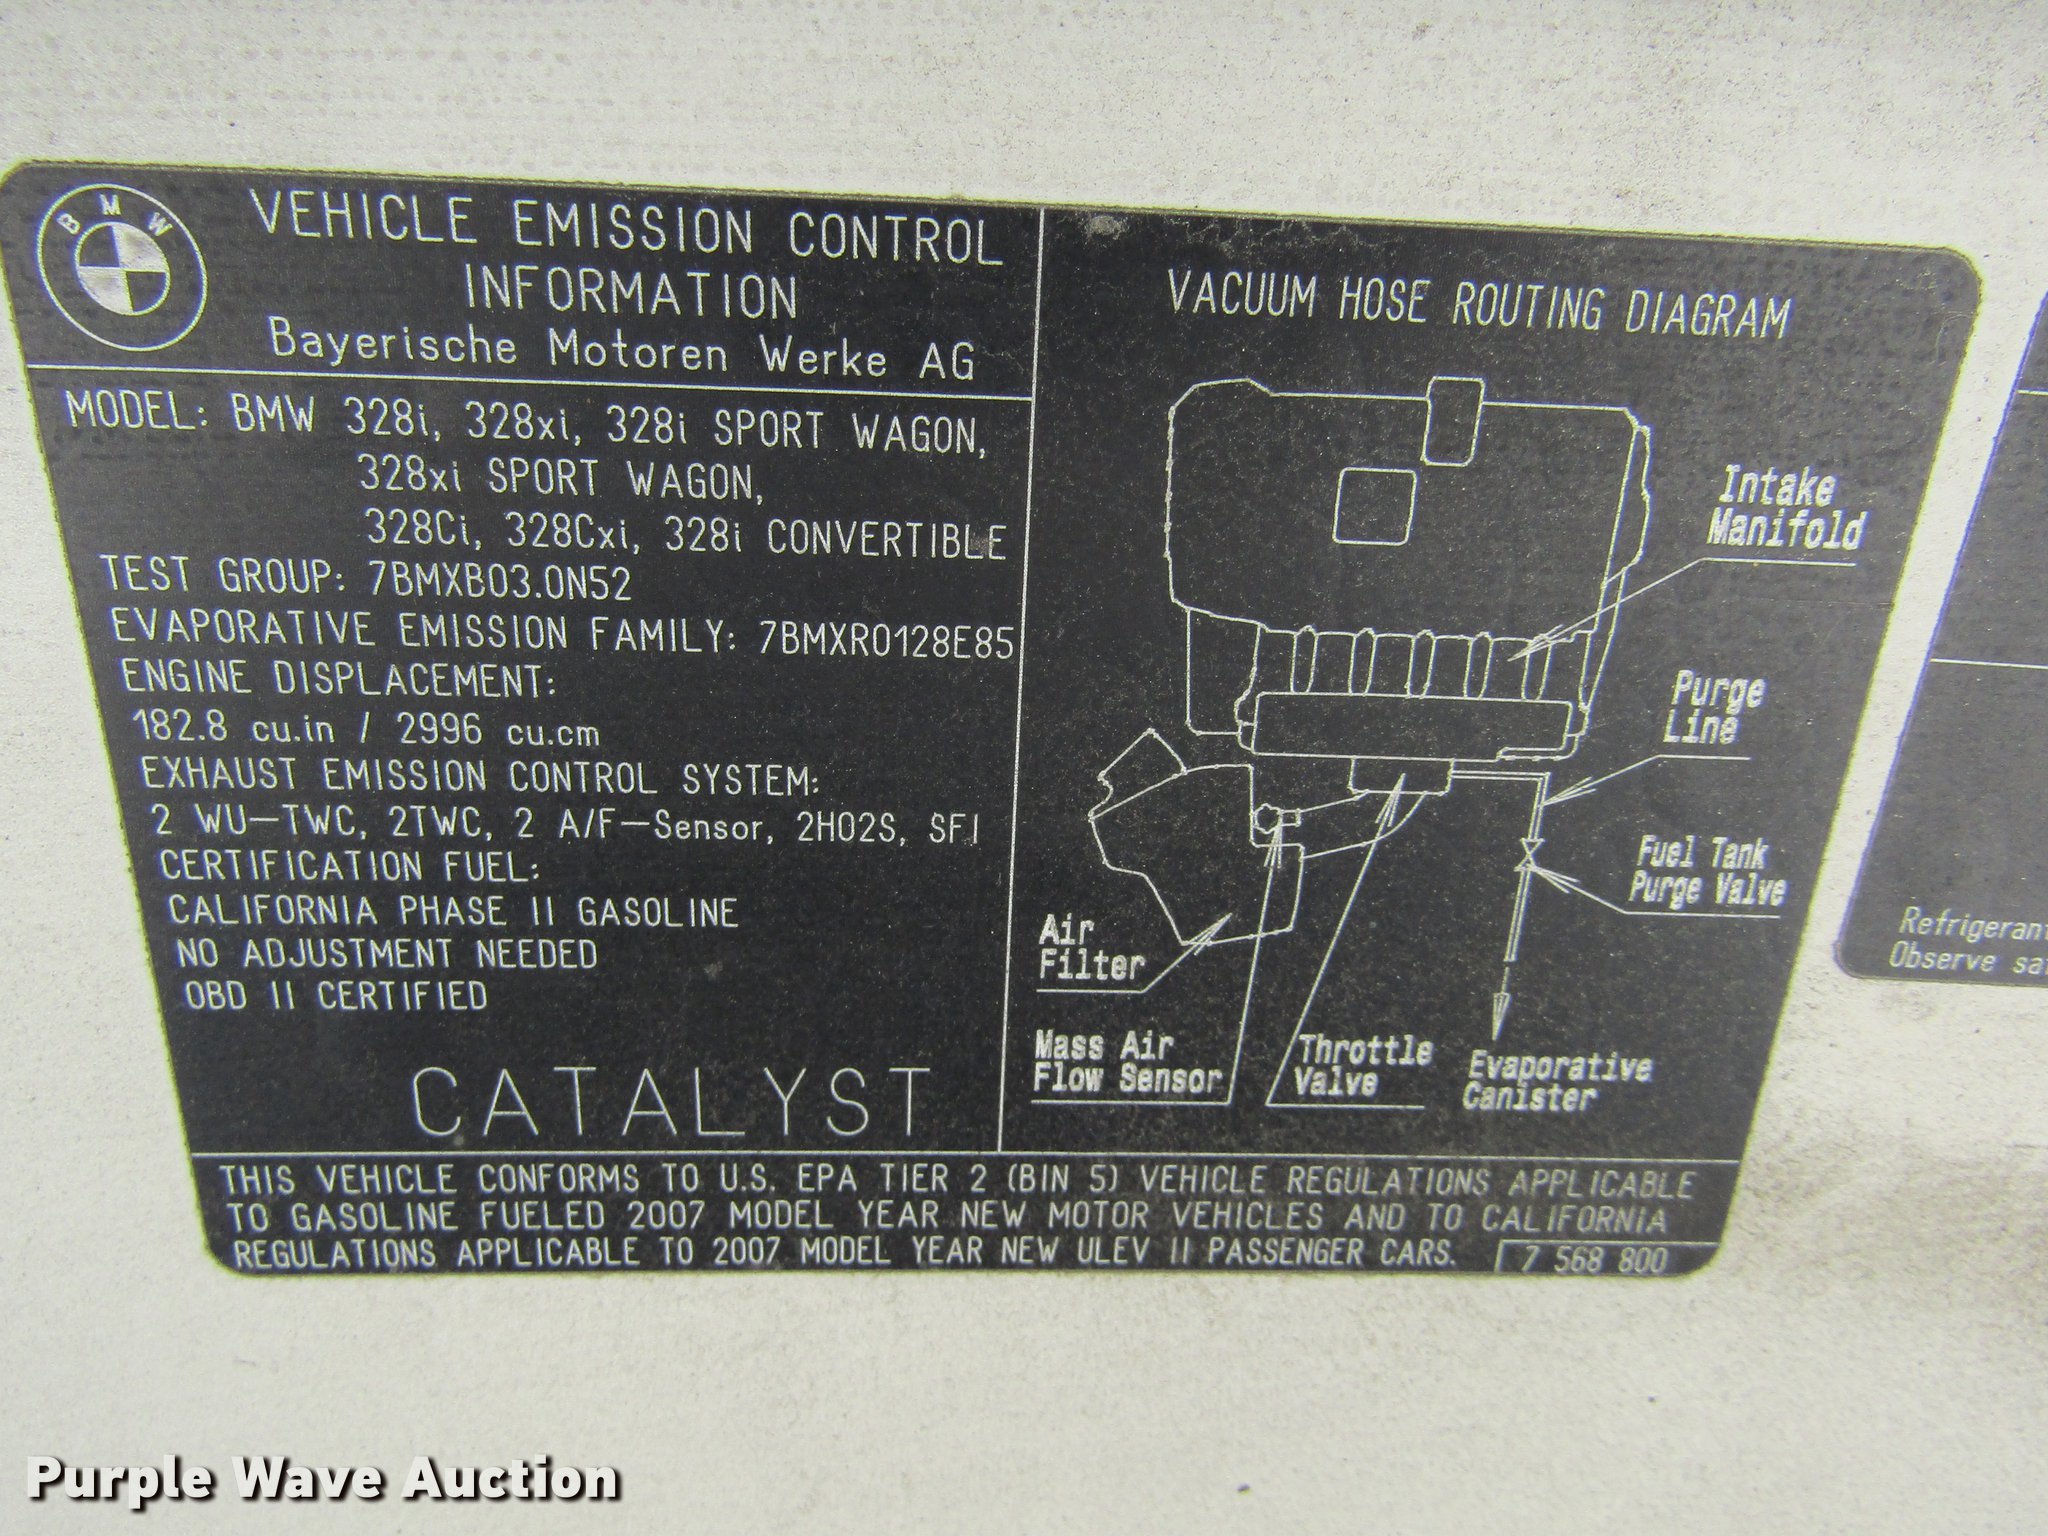 BMW
VEHICLE EMISSION CONTROL
INFORMATION
Bayerische Motoren Werke AG
MODEL: BMW 328i, 328xi, 328i SPORT WAGON,
328xi SPORT WAGON,
328Ci, 328Cxi, 328i CONVERTIBLE
TEST GROUP: 7BMXB03.0N52
EVAPORATIVE EMISSION FAMILY: 7BMXR0128E85
ENGINE DISPLACEMENT:
182.8 cu.in / 2996 cu.cm
EXHAUST EMISSION CONTROL SYSTEM:
2 WU-TWC, 2TWC, 2 A/F-Sensor, 2HO2S, SFI
CERTIFICATION FUEL:
CALIFORNIA PHASE II GASOLINE
NO ADJUSTMENT NEEDED
OBD II CERTIFIED
CATALYST
VACUUM HOSE ROUTING DIAGRAM
Intake
Manifold
Purge
Line
Fuel Tank
Purge Valve
Air
Filter
Mass Air
Flow Sensor
Throttle
Valve
Evaporative
Canister
THIS VEHICLE CONFORMS TO U.S. EPA TIER 2 (BIN 5) VEHICLE REGULATIONS APPLICABLE
TO GASOLINE FUELED 2007 MODEL YEAR NEW MOTOR VEHICLES AND TO CALIFORNIA
REGULATIONS APPLICABLE TO 2007 MODEL YEAR NEW ULEV II PASSENGER CARS.
7 568 800
Observe
Purple Wave Auction